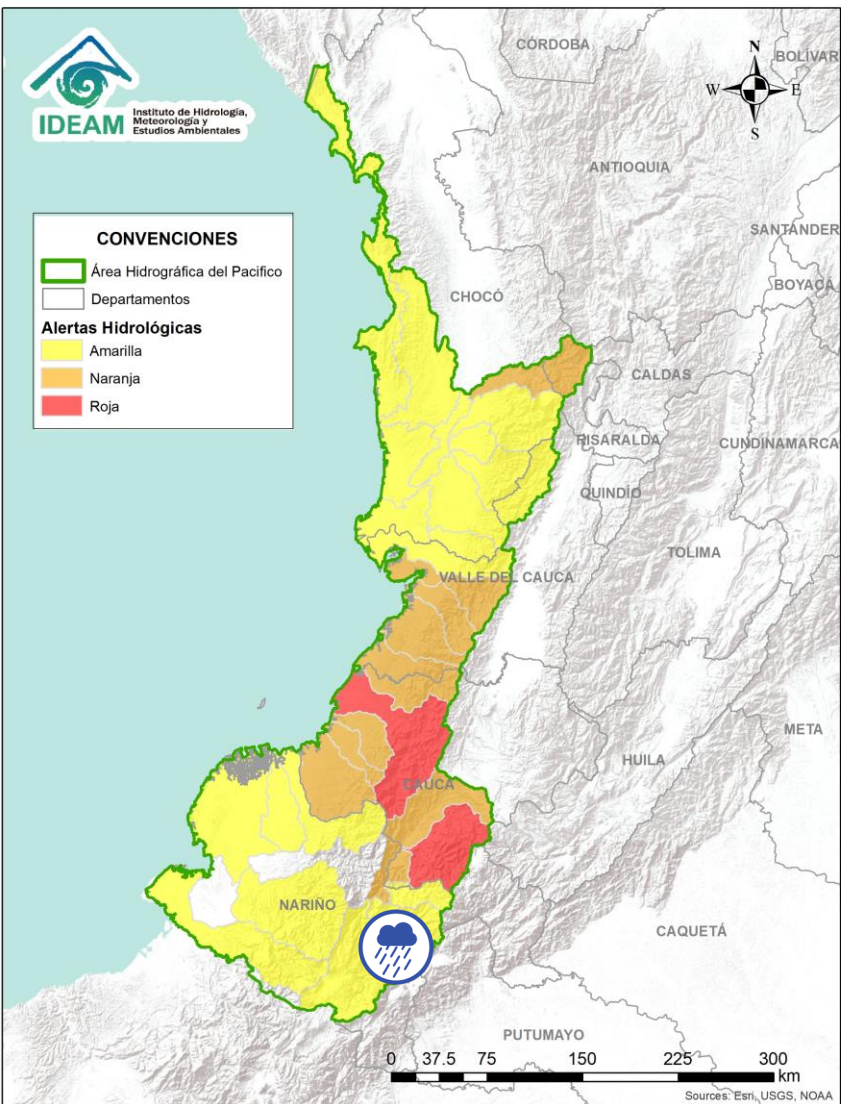 IDEAM
Instituto de Hidrología,
Meteorología y
Estudios Ambientales
N
W
E
S
CÓRDOBA
BOLÍVAR
ANTIOQUIA
SANTANDER
BOYACÁ
CONVENCIONES
Área Hidrográfica del Pacifico
Departamentos
Alertas Hidrológicas
Amarilla
Naranja
Roja
CHOCÓ
CALDAS
RISARALDA
CUNDINAMARCA
QUINDÍO
TOLIMA
VALLE DEL CAUCA
META
HUILA
CAUCA
NARIÑO
CAQUETÁ
PUTUMAYO
0 37.5 75 150 225 300
km
Sources: Esri, USGS, NOAA